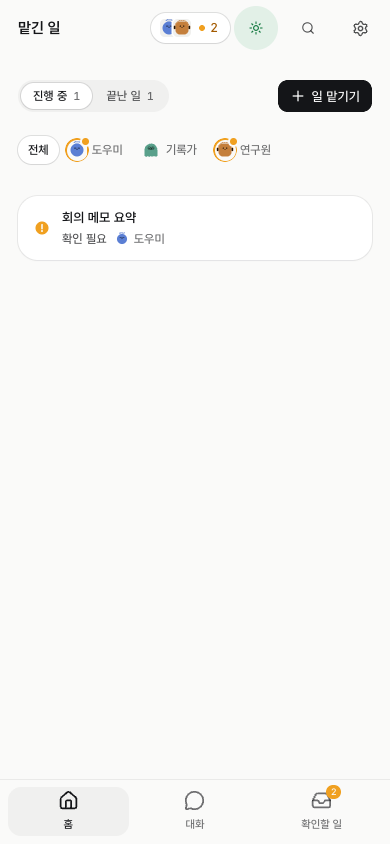 맡긴 일
2
진행 중 1
끝난 일 1
일 맡기기
전체
도우미
기록가
연구원
회의 메모 요약
확인 필요 도우미
홈
대화
2
확인할 일